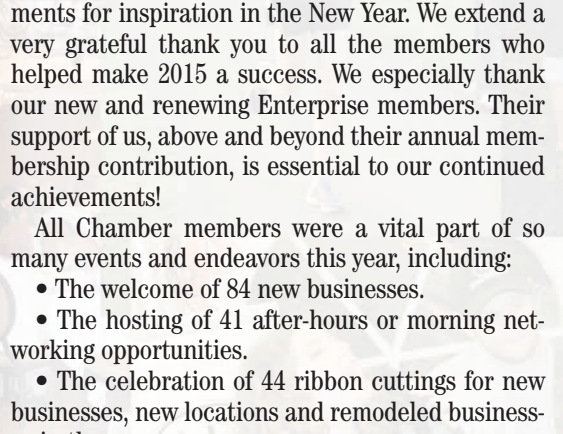 ments for inspiration in the New Year. We extend a
very grateful thank you to all the members who
helped make 2015 a success. We especially thank
our new and renewing Enterprise members. Their
support of us, above and beyond their annual mem-
bership contribution, is essential to our continued
achievements!
All Chamber members were a vital part of so
many events and endeavors this year, including:
• The welcome of 84 new businesses.
• The hosting of 41 after-hours or morning net-
working opportunities.
• The celebration of 44 ribbon cuttings for new
businesses, new locations and remodeled business-